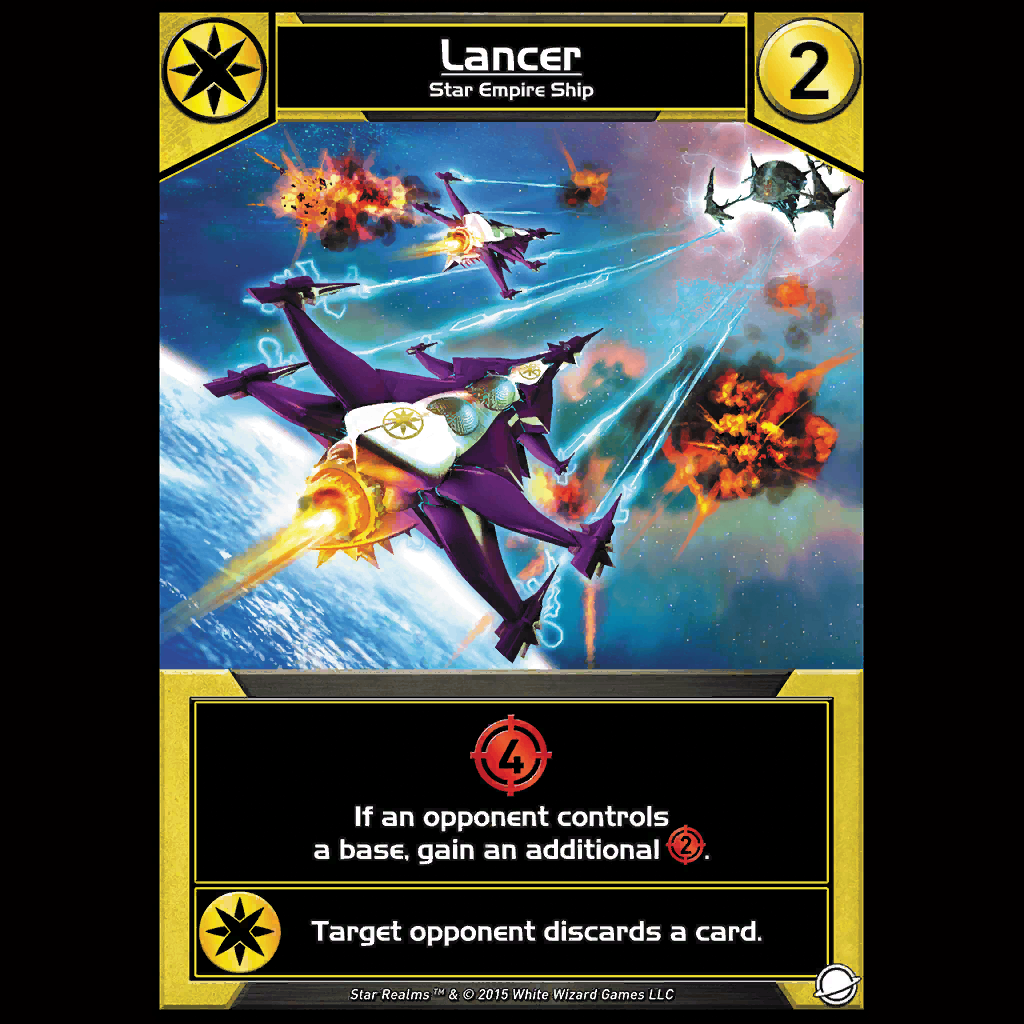 Lancer
Star Empire Ship
2
4
If an opponent controls
a base, gain an additional 2.
Target opponent discards a card.
Star Realms™ & © 2015 White Wizard Games LLC